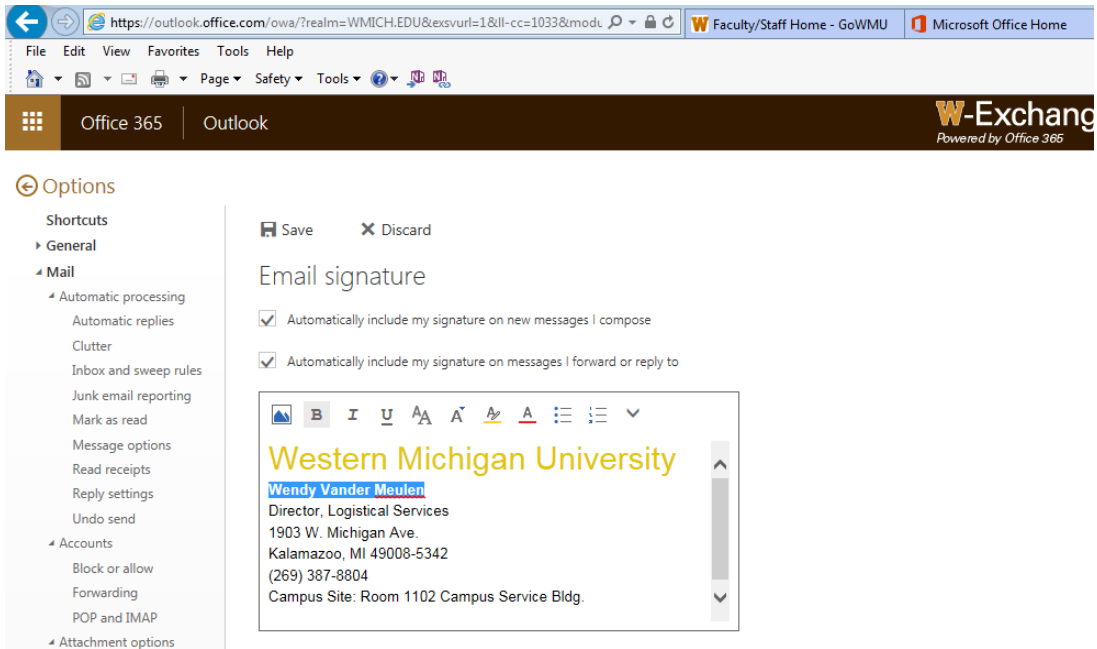 https://outlook.office.com/owa/?realm=WMICH.EDU&exsvurl=1&ll-cc=1033&modu
Faculty/Staff Home - GoWMU
Microsoft Office Home
File Edit View Favorites Tools Help
Page Safety Tools
Office 365 Outlook
W-Exchang
Powered by Office 365
Options
Shortcuts
General
Mail
Automatic processing
Automatic replies
Clutter
Inbox and sweep rules
Junk email reporting
Mark as read
Message options
Read receipts
Reply settings
Undo send
Accounts
Block or allow
Forwarding
POP and IMAP
Attachment options
Save Discard
Email signature
Automatically include my signature on new messages I compose
Automatically include my signature on messages I forward or reply to
B I U AA A A A
Western Michigan University
Wendy Vander Meulen
Director, Logistical Services
1903 W. Michigan Ave.
Kalamazoo, MI 49008-5342
(269) 387-8804
Campus Site: Room 1102 Campus Service Bldg.